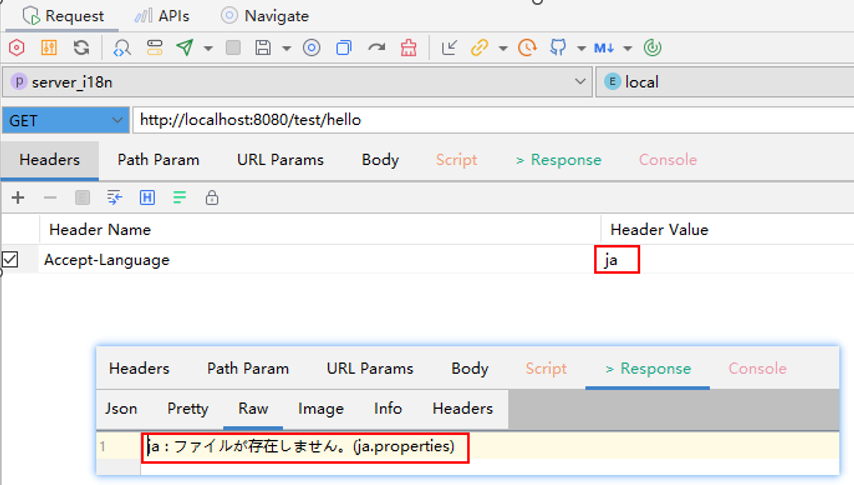 Request APIs Navigate
M↓
p server_i18n E local
GET http://localhost:8080/test/hello
Headers Path Param URL Params Body Script > Response Console
H
Header Name Header Value
Accept-Language ja
Headers Path Param URL Params Body Script > Response Console
Json Pretty Raw Image Info Headers
1 ja : ファイルが存在しません。(ja.properties)